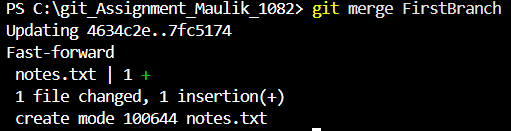 PS C:\git_Assignment_Maulik_1082> git merge FirstBranch
Updating 4634c2e..7fc5174
Fast-forward
 notes.txt | 1 +
 1 file changed, 1 insertion(+)
 create mode 100644 notes.txt